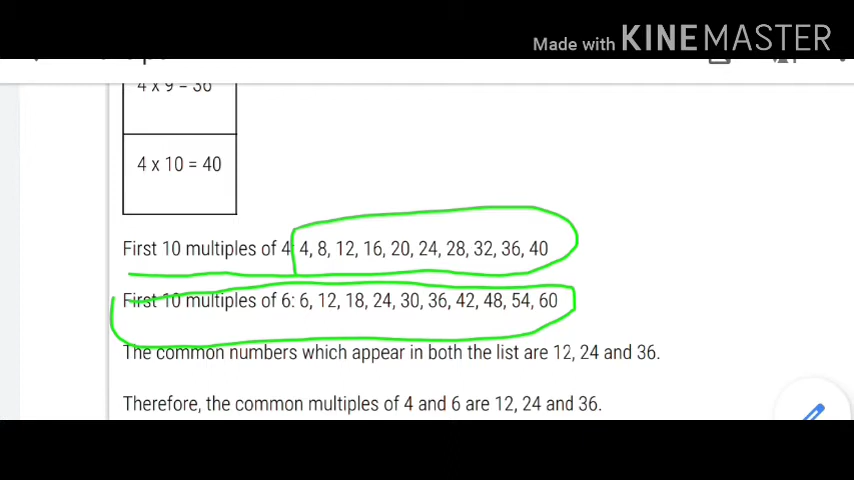 Made with KINEMASTER
4 x 9 = 36
4 x 10 = 40
First 10 multiples of 4: 4, 8, 12, 16, 20, 24, 28, 32, 36, 40
First 10 multiples of 6: 6, 12, 18, 24, 30, 36, 42, 48, 54, 60
The common numbers which appear in both the list are 12, 24 and 36.
Therefore, the common multiples of 4 and 6 are 12, 24 and 36.